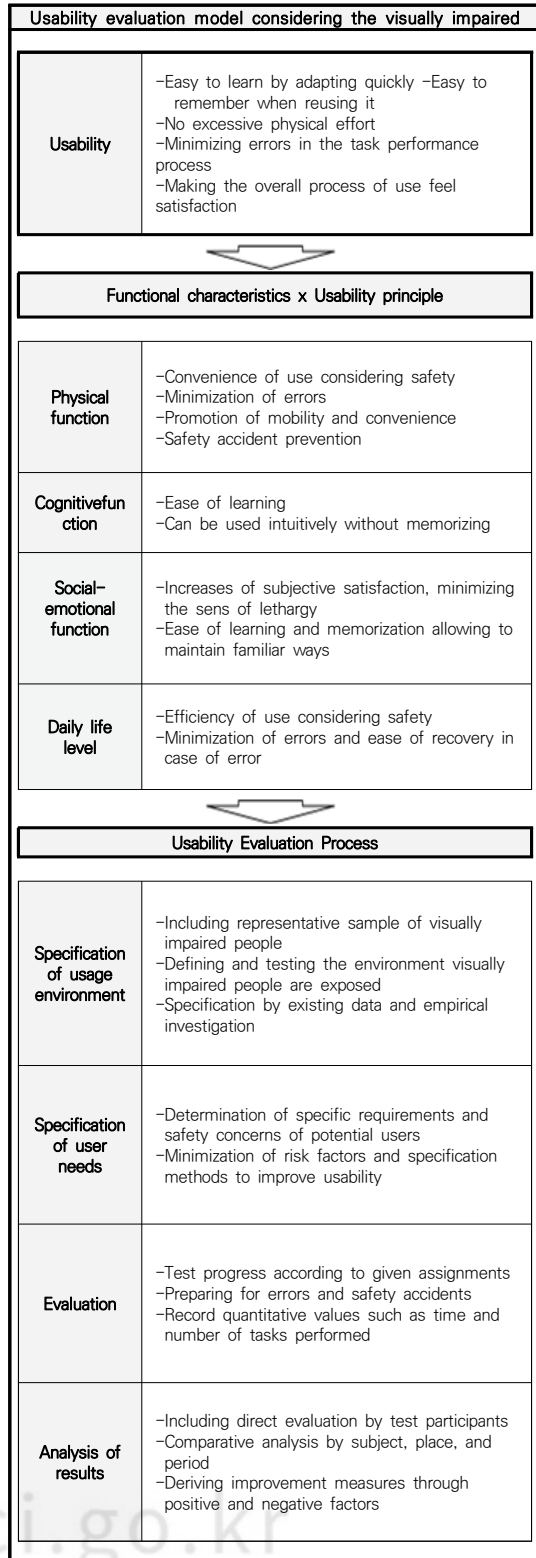 Usability evaluation model considering the visually impaired
Usability
-Easy to learn by adapting quickly -Easy to
remember when reusing it
-No excessive physical effort
-Minimizing errors in the task performance
process
-Making the overall process of use feel
satisfaction
Functional characteristics x Usability principle
Physical
function
-Convenience of use considering safety
-Minimization of errors
-Promotion of mobility and convenience
-Safety accident prevention
Cognitivefun
ction
-Ease of learning
-Can be used intuitively without memorizing
Social-
emotional
function
-Increases of subjective satisfaction, minimizing
the sens of lethargy
-Ease of learning and memorization allowing to
maintain familiar ways
Daily life
level
-Efficiency of use considering safety
-Minimization of errors and ease of recovery in
case of error
Usability Evaluation Process
Specification
of usage
environment
-Including representative sample of visually
impaired people
-Defining and testing the environment visually
impaired people are exposed
-Specification by existing data and empirical
investigation
Specification
of user
needs
-Determination of specific requirements and
safety concerns of potential users
-Minimization of risk factors and specification
methods to improve usability
Evaluation
-Test progress according to given assignments
-Preparing for errors and safety accidents
-Record quantitative values such as time and
number of tasks performed
Analysis of
results
-Including direct evaluation by test participants
-Comparative analysis by subject, place, and
period
-Deriving improvement measures through
positive and negative factors
ci.go.kr